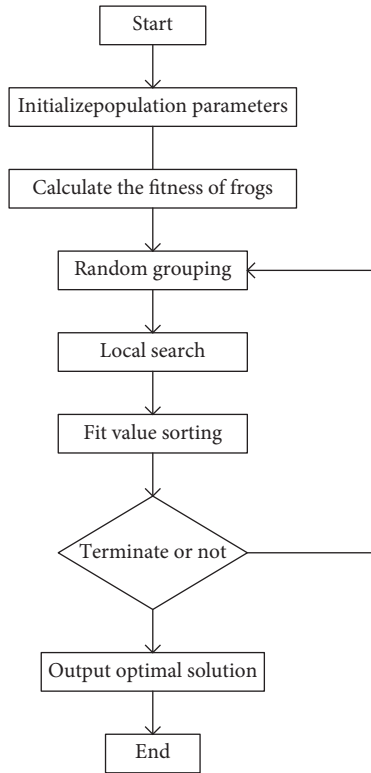 Start
Initializepopulation parameters
Calculate the fitness of frogs
Random grouping
Local search
Fit value sorting
Terminate or not
Output optimal solution
End